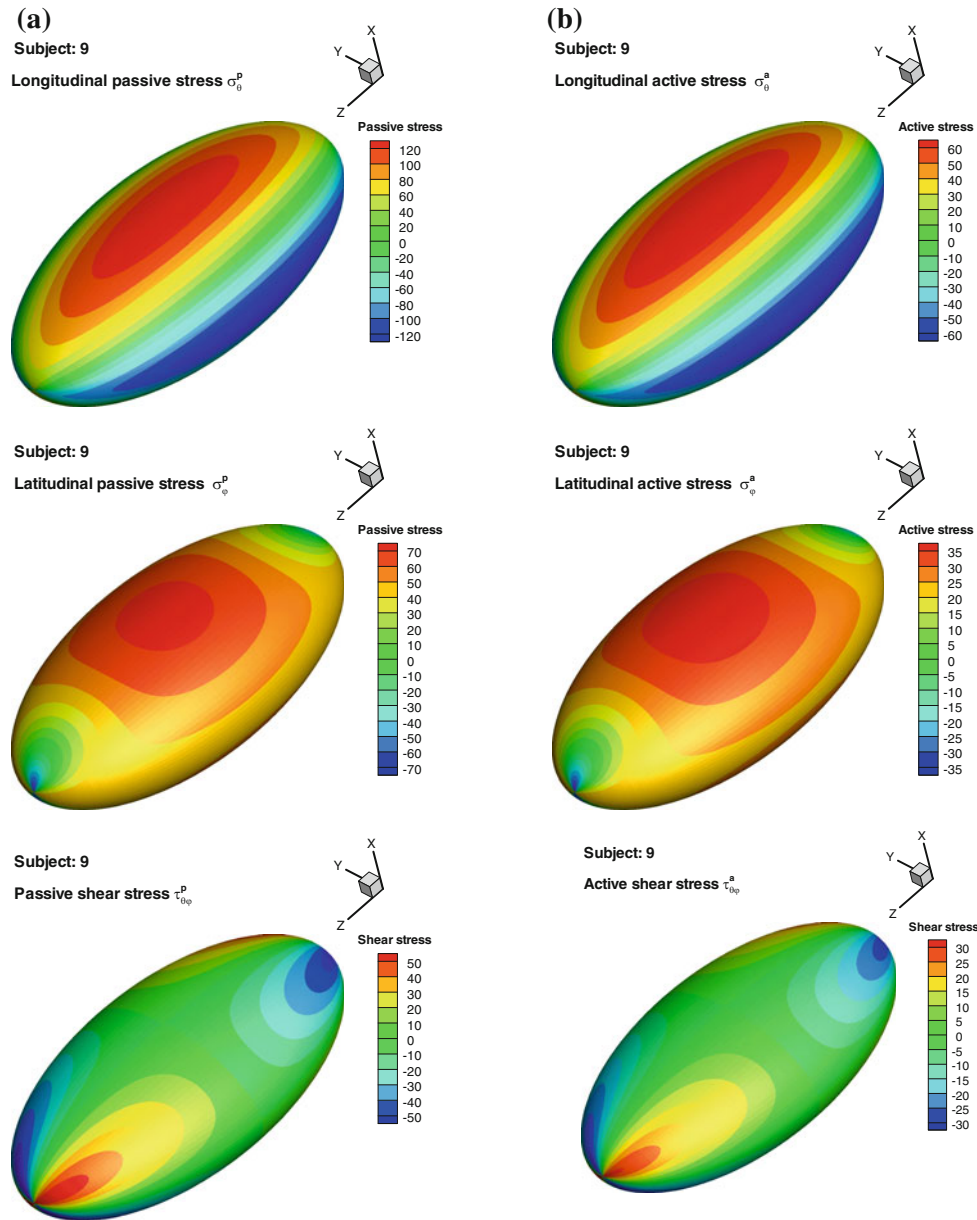 (a)
Subject: 9
Longitudinal passive stress σ_θ^p
X
Y
Z
Passive stress
120
100
80
60
40
20
0
-20
-40
-60
-80
-100
-120
(b)
Subject: 9
Longitudinal active stress σ_θ^a
X
Y
Z
Active stress
60
50
40
30
20
10
0
-10
-20
-30
-40
-50
-60
Subject: 9
Latitudinal passive stress σ_φ^p
X
Y
Z
Passive stress
70
60
50
40
30
20
10
0
-10
-20
-30
-40
-50
-60
-70
Subject: 9
Latitudinal active stress σ_φ^a
X
Y
Z
Active stress
35
30
25
20
15
10
5
0
-5
-10
-15
-20
-25
-30
-35
Subject: 9
Passive shear stress τ_θφ^p
X
Y
Z
Shear stress
50
40
30
20
10
0
-10
-20
-30
-40
-50
Subject: 9
Active shear stress τ_θφ^a
X
Y
Z
Shear stress
30
25
20
15
10
5
0
-5
-10
-15
-20
-25
-30